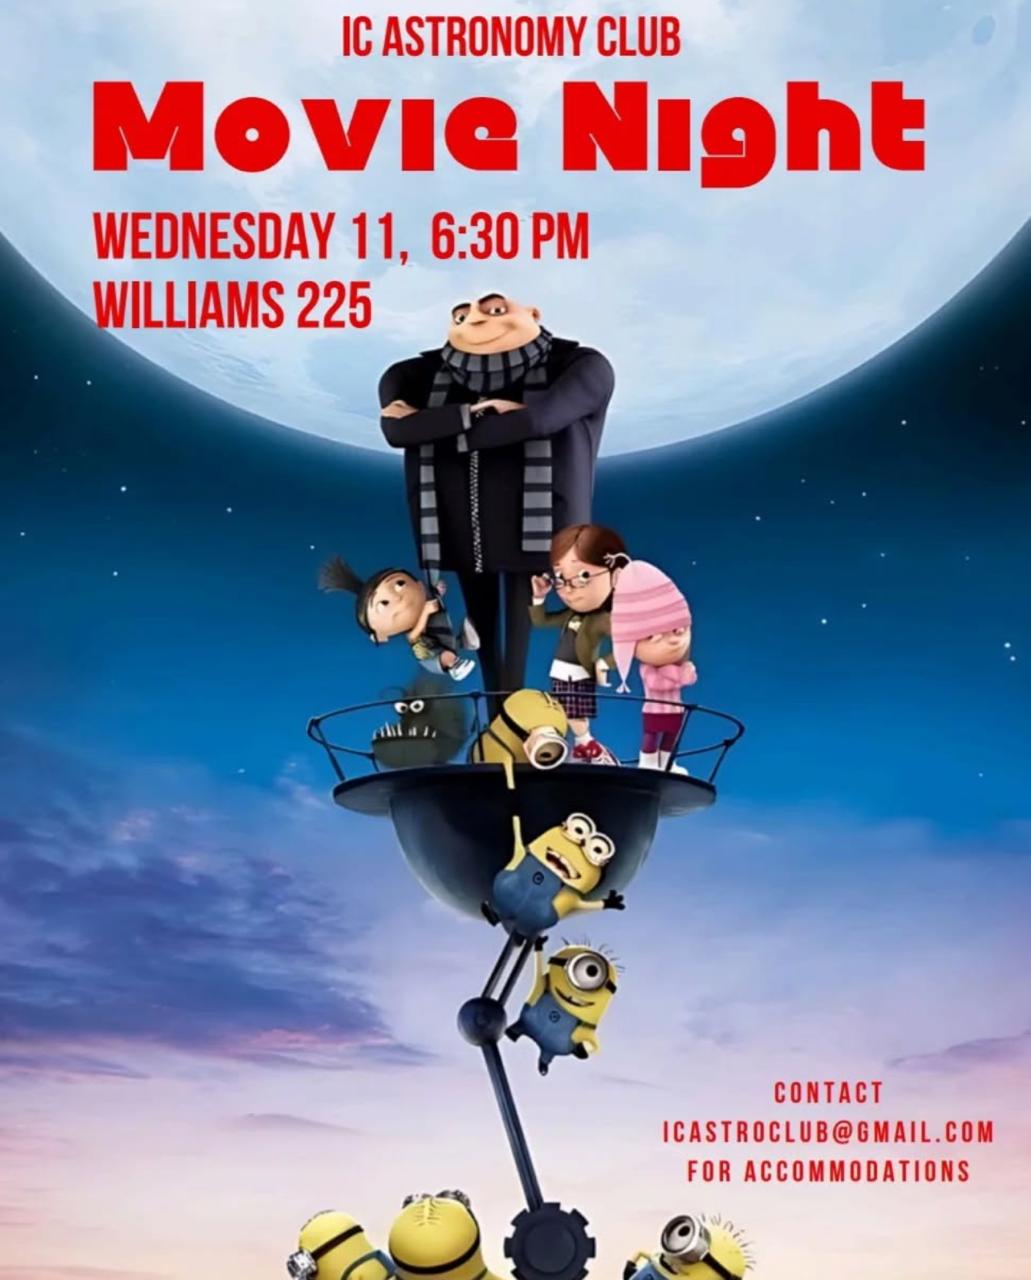 IC ASTRONOMY CLUB
Movie Night
WEDNESDAY 11, 6:30 PM
WILLIAMS 225
CONTACT
ICASTROCLUB@GMAIL.COM
FOR ACCOMMODATIONS